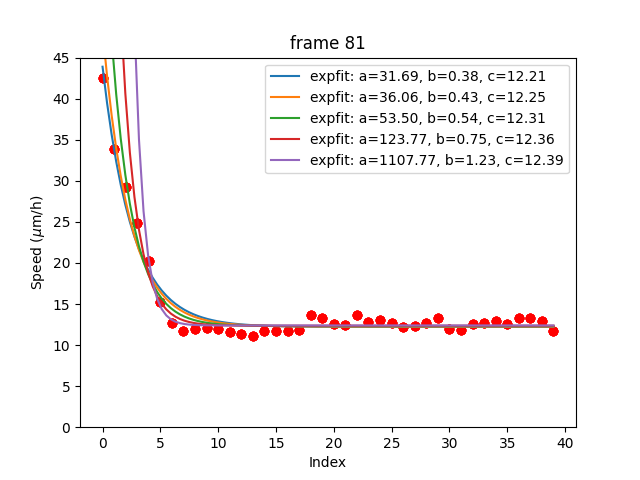 frame 81
45
40
35
30
25
20
15
10
5
0
Speed (μm/h)
expfit: a=31.69, b=0.38, c=12.21
expfit: a=36.06, b=0.43, c=12.25
expfit: a=53.50, b=0.54, c=12.31
expfit: a=123.77, b=0.75, c=12.36
expfit: a=1107.77, b=1.23, c=12.39
0 5 10 15 20 25 30 35 40
Index